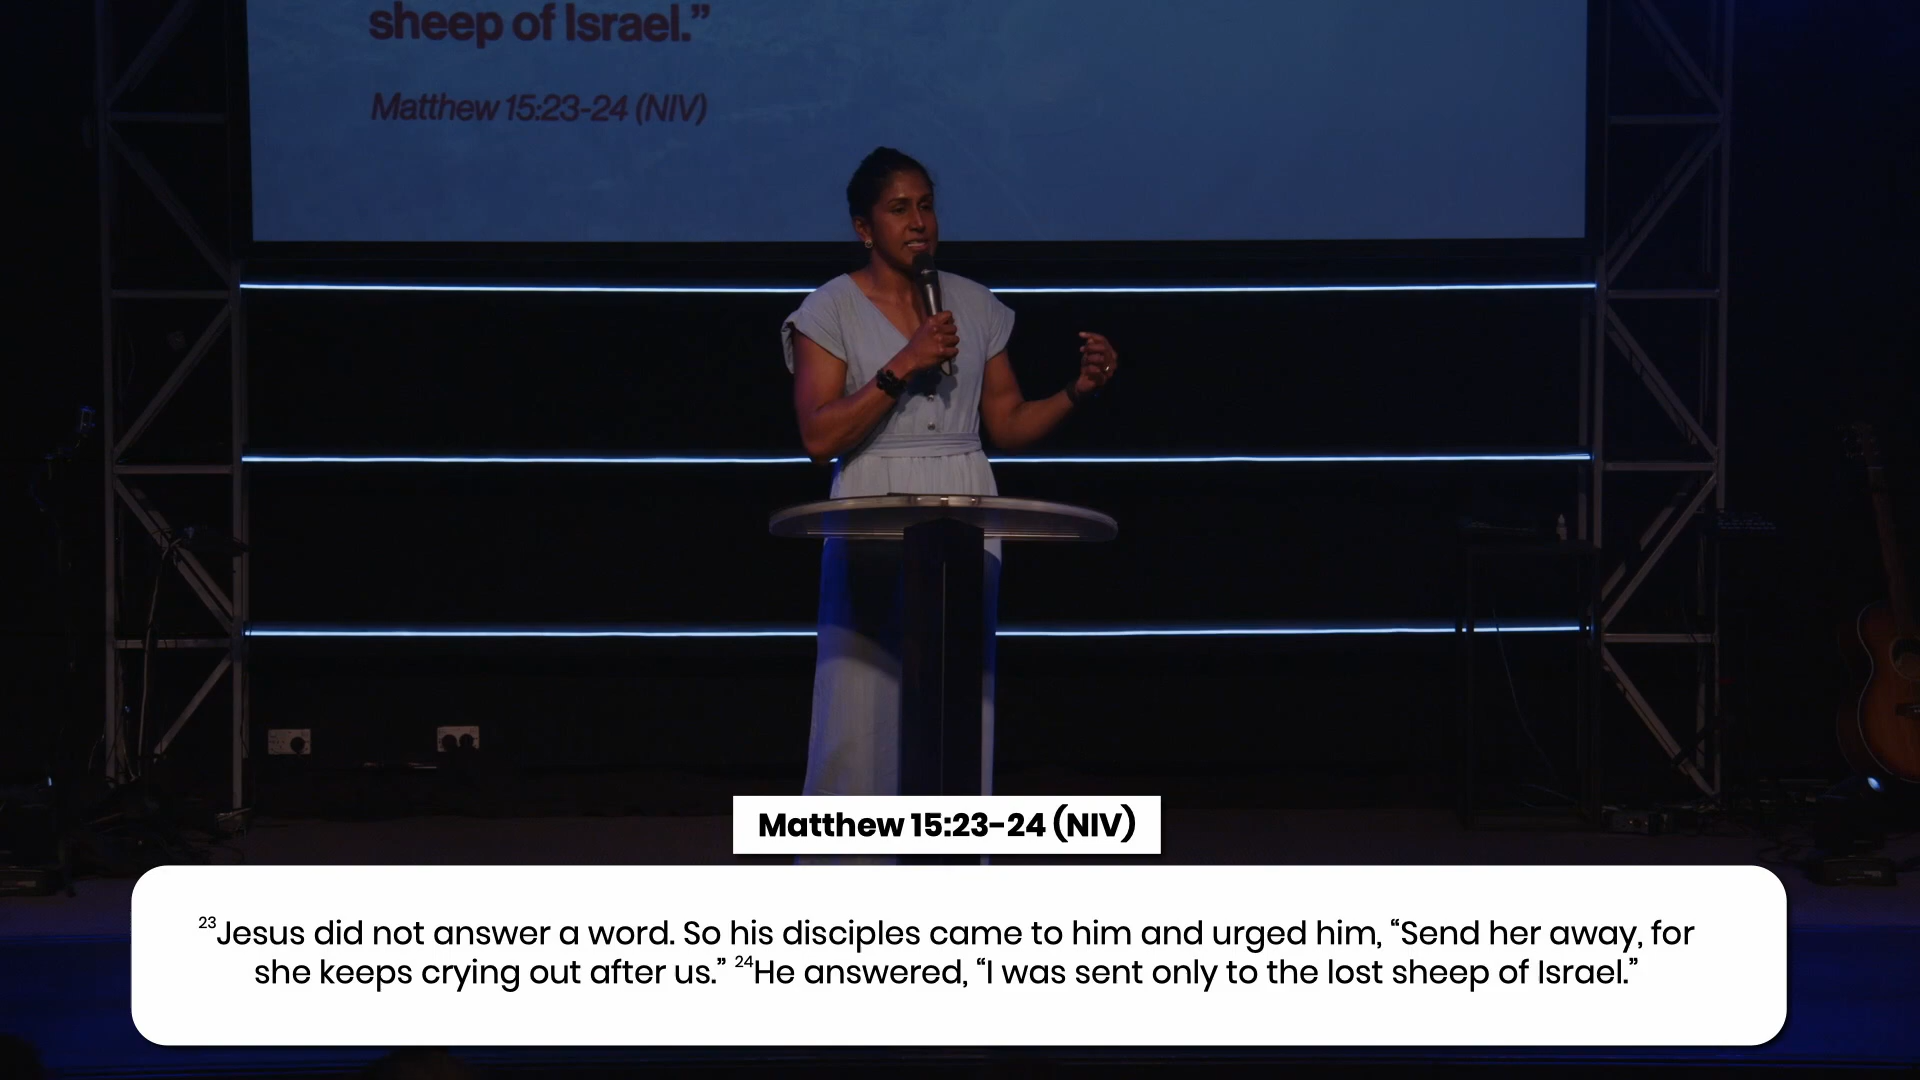 sheep of Israel.”
Matthew 15:23-24 (NIV)
Matthew 15:23-24 (NIV)
²³Jesus did not answer a word. So his disciples came to him and urged him, “Send her away, for
she keeps crying out after us.” ²⁴He answered, “I was sent only to the lost sheep of Israel.”